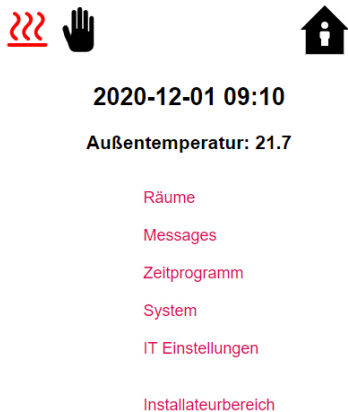 2020-12-01 09:10
Außentemperatur: 21.7
Räume
Messages
Zeitprogramm
System
IT Einstellungen
Installateurbereich